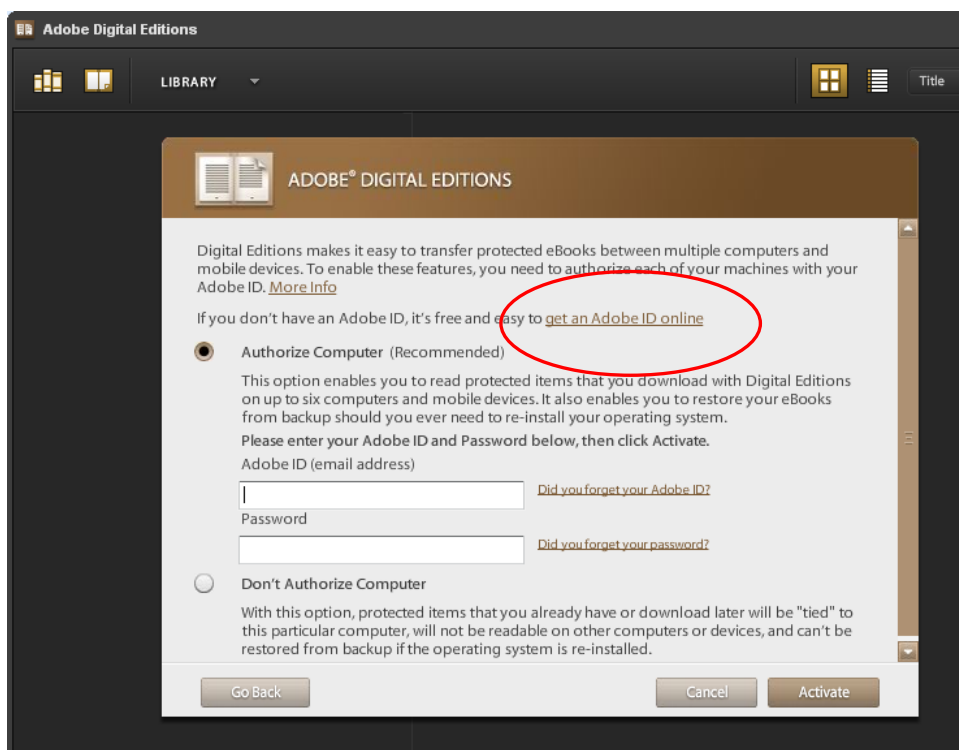 Adobe Digital Editions
LIBRARY
Title
ADOBE® DIGITAL EDITIONS
Digital Editions makes it easy to transfer protected eBooks between multiple computers and
mobile devices. To enable these features, you need to authorize each of your machines with your
Adobe ID. More Info
If you don't have an Adobe ID, it's free and easy to get an Adobe ID online
Authorize Computer (Recommended)
This option enables you to read protected items that you download with Digital Editions
on up to six computers and mobile devices. It also enables you to restore your eBooks
from backup should you ever need to re-install your operating system.
Please enter your Adobe ID and Password below, then click Activate.
Adobe ID (email address)
Did you forget your Adobe ID?
Password
Did you forget your password?
Don't Authorize Computer
With this option, protected items that you already have or download later will be "tied" to
this particular computer, will not be readable on other computers or devices, and can't be
restored from backup if the operating system is re-installed.
Go Back
Cancel
Activate